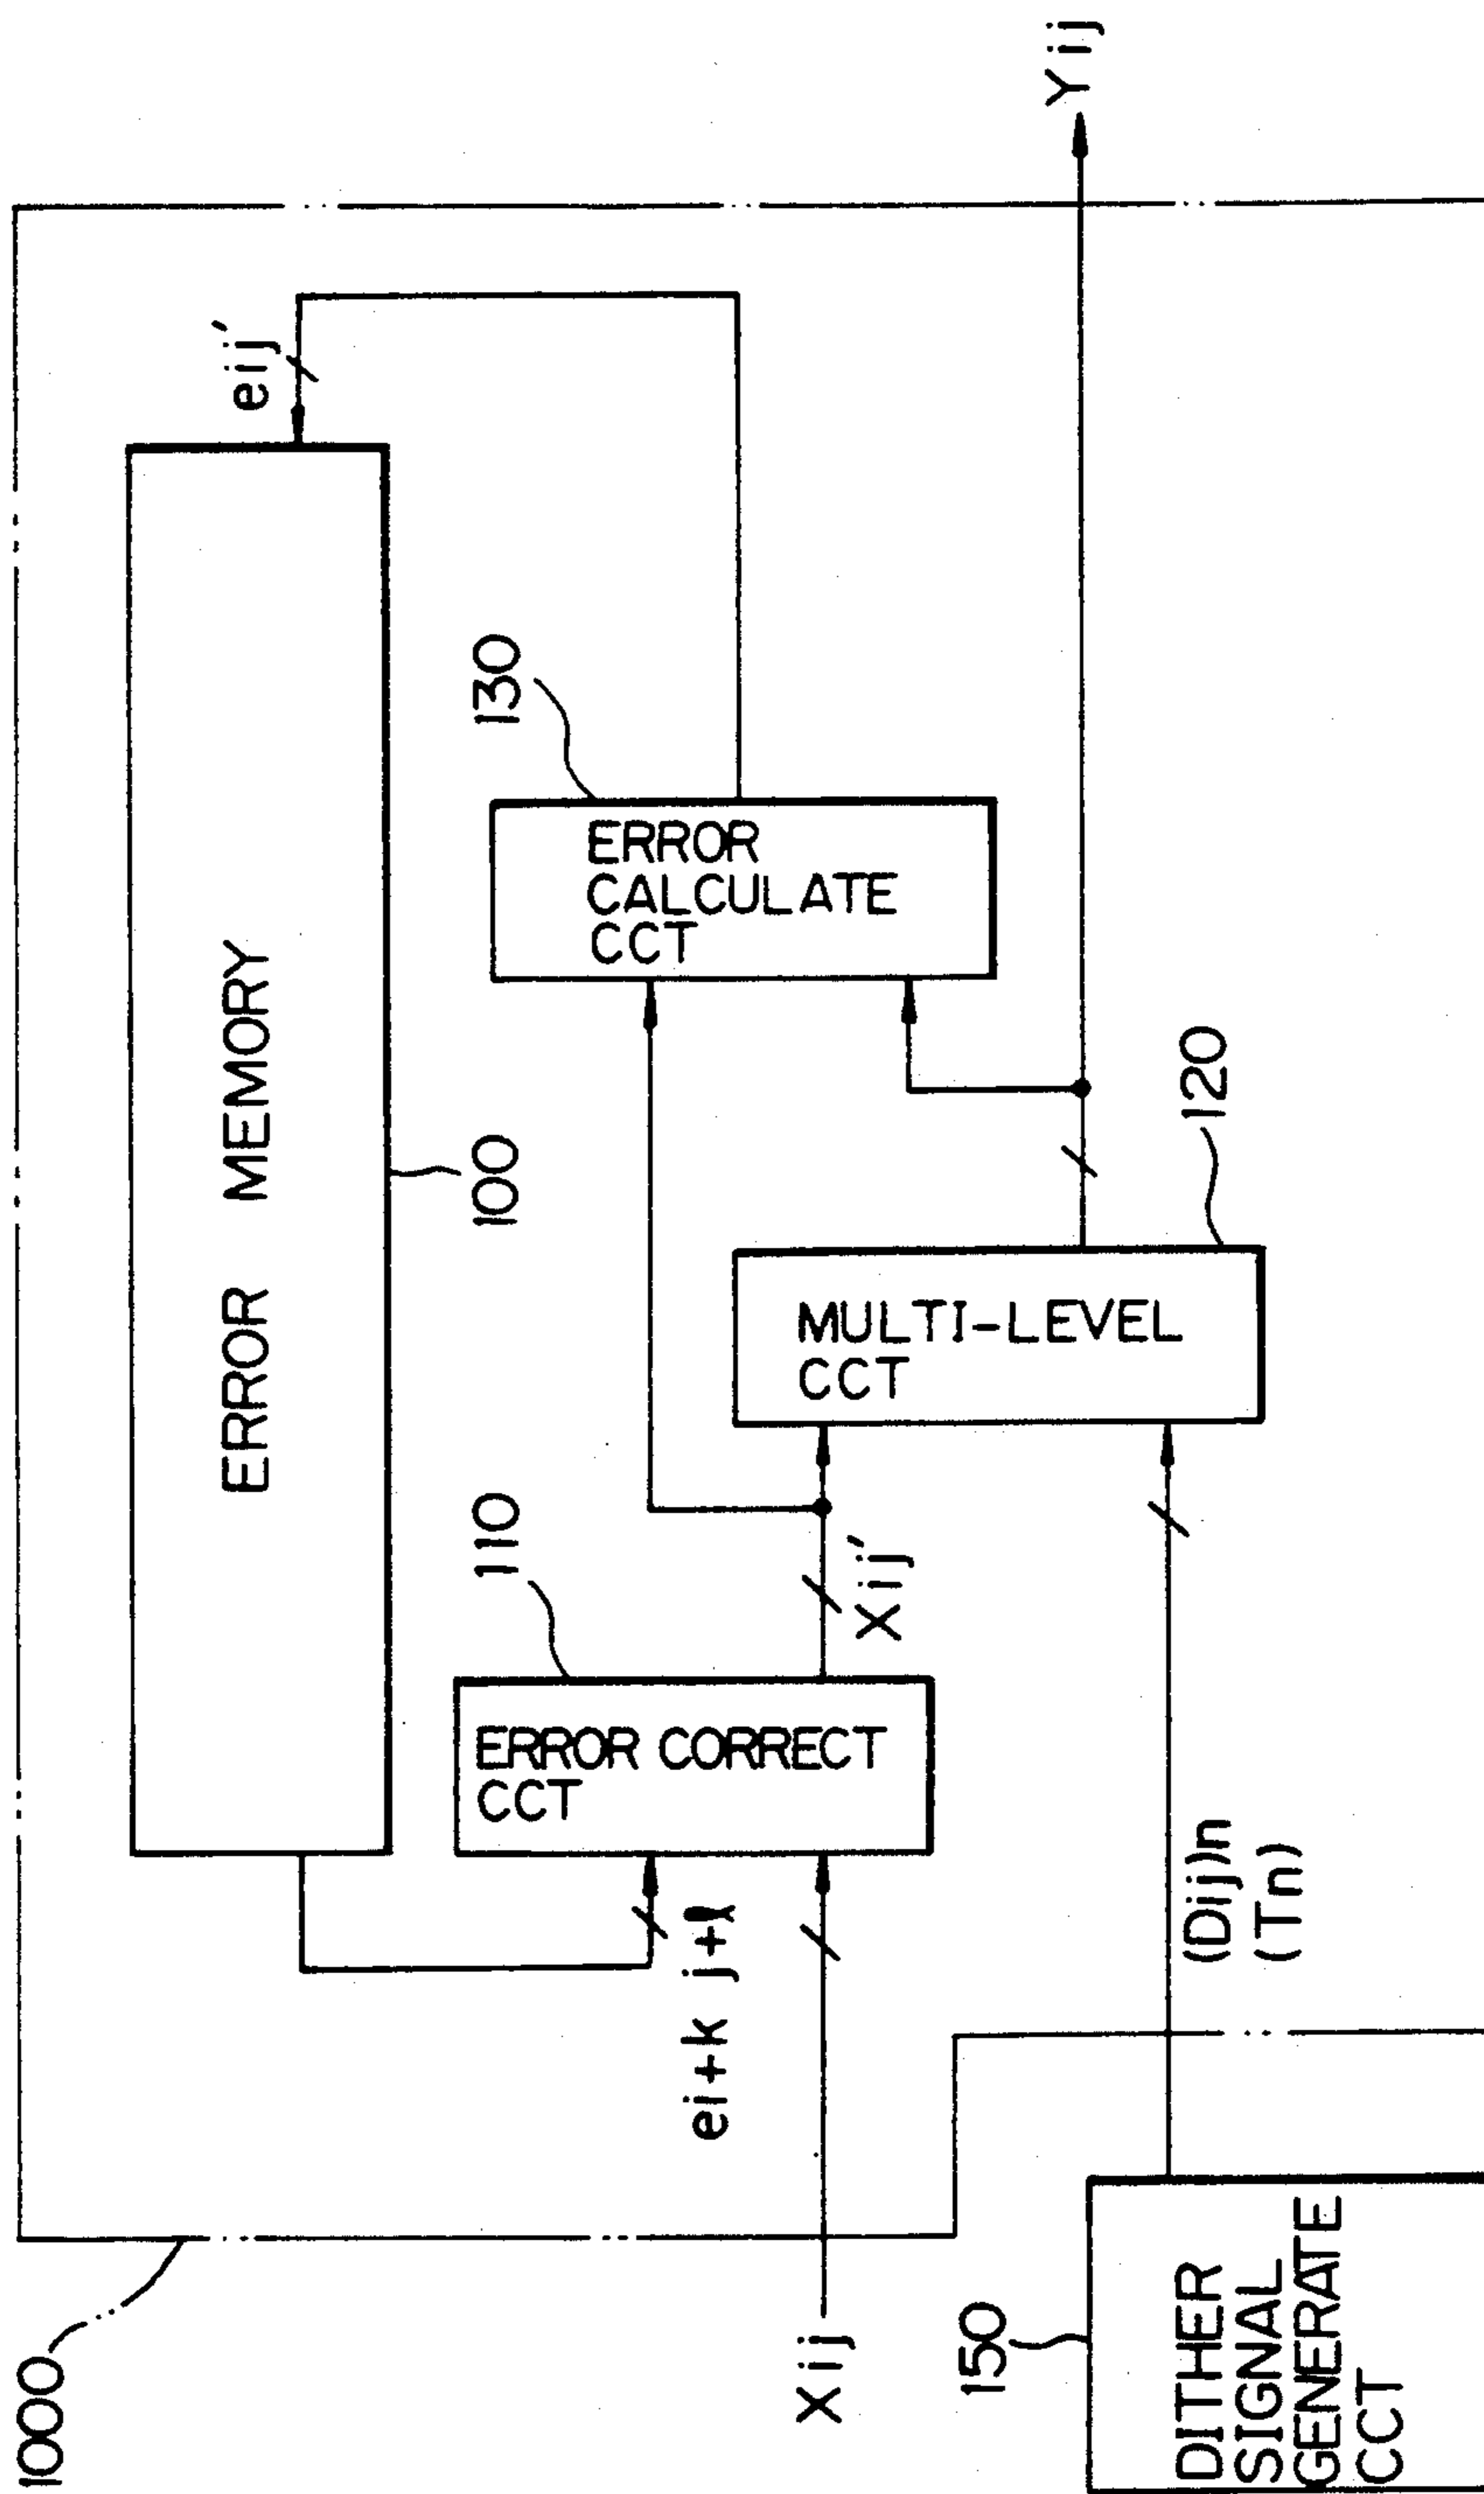 1000
ERROR MEMORY
eij′
100
110
130
ERROR CORRECT
CCT
ERROR
CALCULATE
CCT
ei+k j+ℓ
Xij
Xij′
MULTI-LEVEL
CCT
120
Yij
150
DITHER
SIGNAL
GENERATE
CCT
(Dij)n
(Tn)